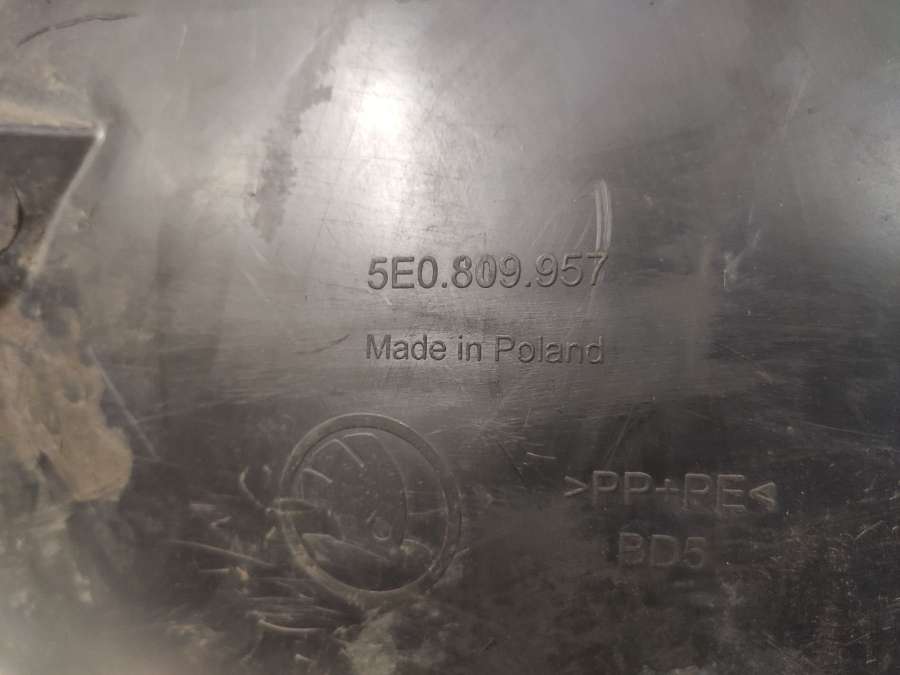 5E0.809.957
Made in Poland
>PP+PE<
BD5